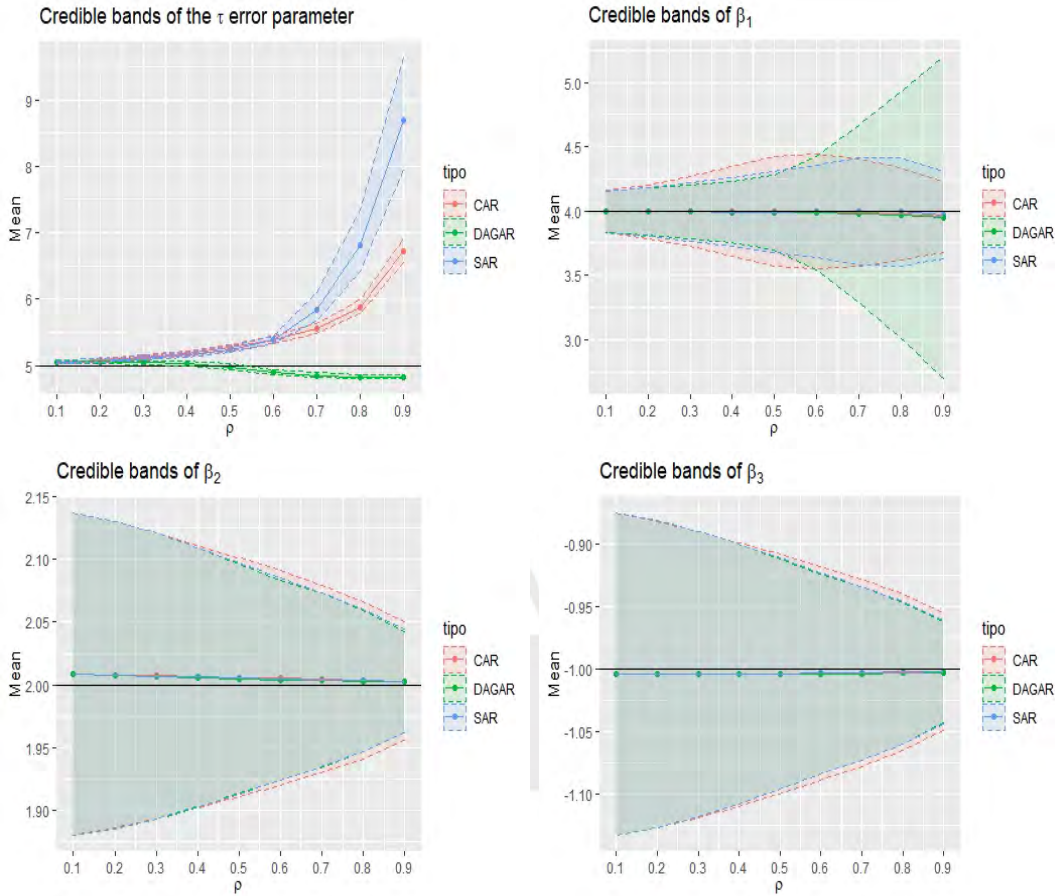 Credible bands of the τ error parameter
Mean
9
8
7
6
5
0.1 0.2 0.3 0.4 0.5 0.6 0.7 0.8 0.9
ρ
tipo
CAR
DAGAR
SAR
Credible bands of β1
Mean
5.0
4.5
4.0
3.5
3.0
0.1 0.2 0.3 0.4 0.5 0.6 0.7 0.8 0.9
ρ
tipo
CAR
DAGAR
SAR
Credible bands of β2
Mean
2.15
2.10
2.05
2.00
1.95
1.90
0.1 0.2 0.3 0.4 0.5 0.6 0.7 0.8 0.9
ρ
tipo
CAR
DAGAR
SAR
Credible bands of β3
Mean
-0.90
-0.95
-1.00
-1.05
-1.10
0.1 0.2 0.3 0.4 0.5 0.6 0.7 0.8 0.9
ρ
tipo
CAR
DAGAR
SAR